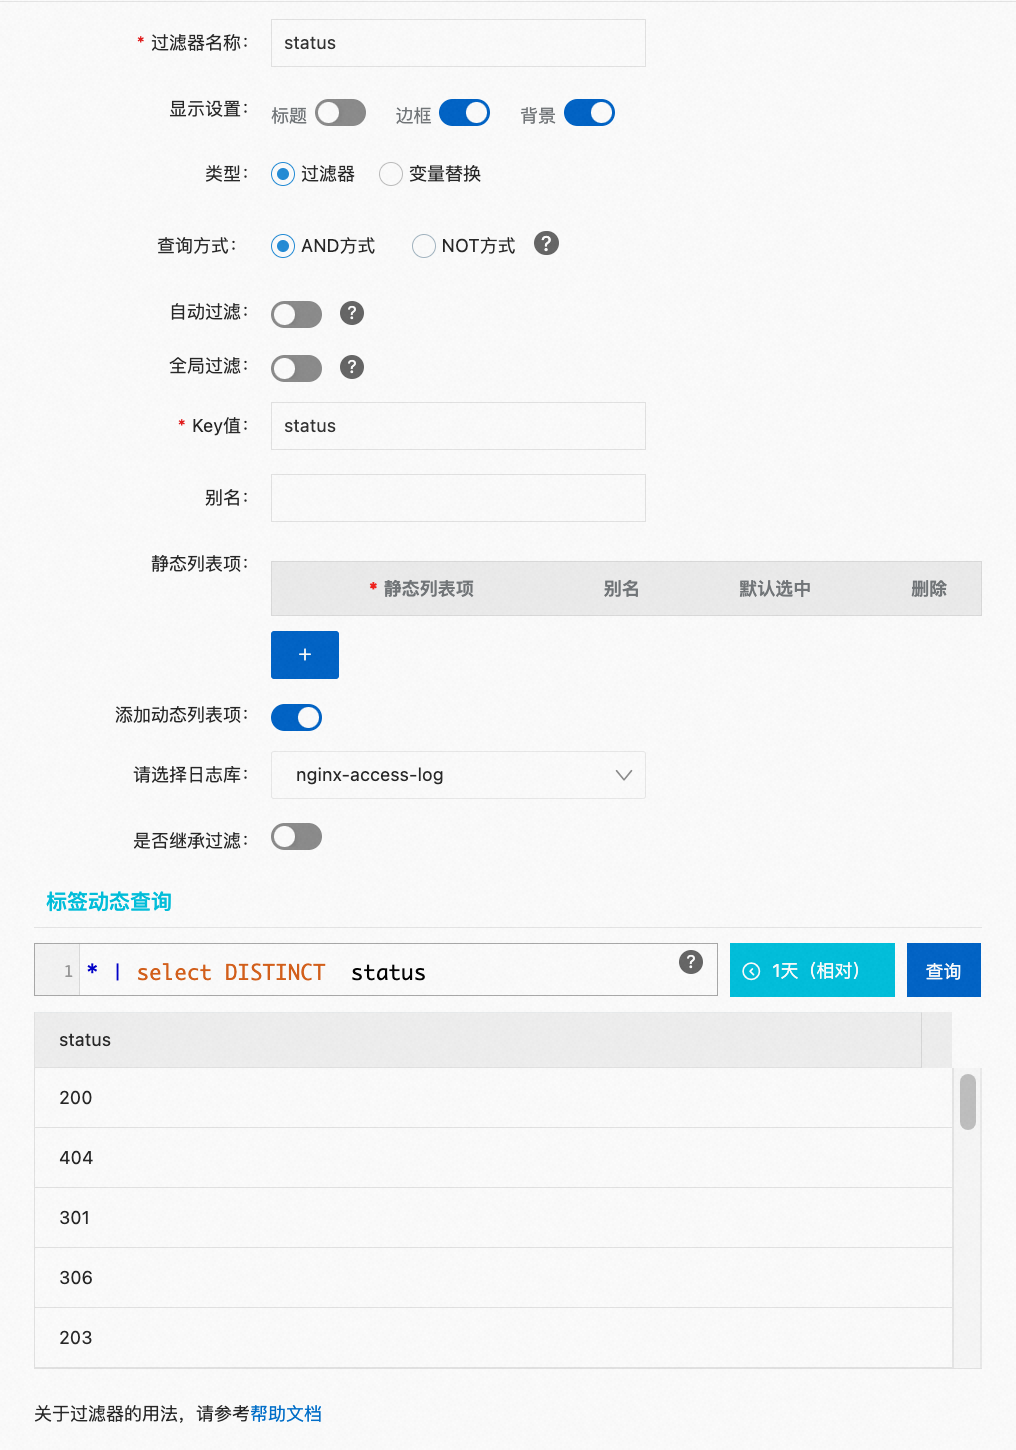 * 过滤器名称: status
显示设置: 标题 边框 背景
类型: 过滤器 变量替换
查询方式: AND方式 NOT方式 ?
自动过滤: ?
全局过滤: ?
* Key值: status
别名:
静态列表项: * 静态列表项 别名 默认选中 删除
+
添加动态列表项:
请选择日志库: nginx-access-log
是否继承过滤:
标签动态查询
1 * | select DISTINCT status ? 1天（相对） 查询
status
200
404
301
306
203
关于过滤器的用法，请参考帮助文档